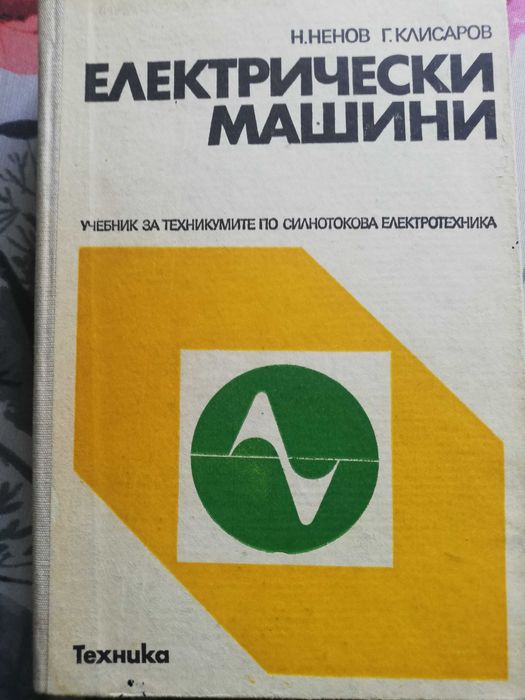 Н.НЕНОВ Г.КЛИСАРОВ
ЕЛЕКТРИЧЕСКИ
МАШИНИ
УЧЕБНИК ЗА ТЕХНИКУМИТЕ ПО СИЛНОТОКОВА ЕЛЕКТРОТЕХНИКА
Техника